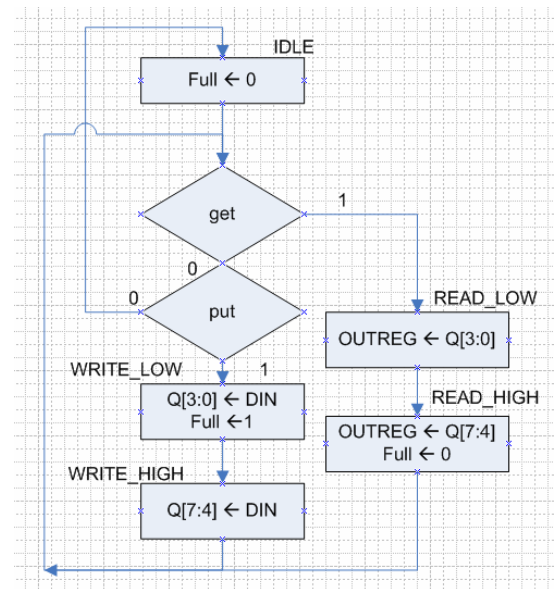 IDLE
Full ← 0
get
1
0
0
put
READ_LOW
OUTREG ← Q[3:0]
WRITE_LOW
1
Q[3:0] ← DIN
Full ←1
READ_HIGH
OUTREG ← Q[7:4]
Full ← 0
WRITE_HIGH
Q[7:4] ← DIN